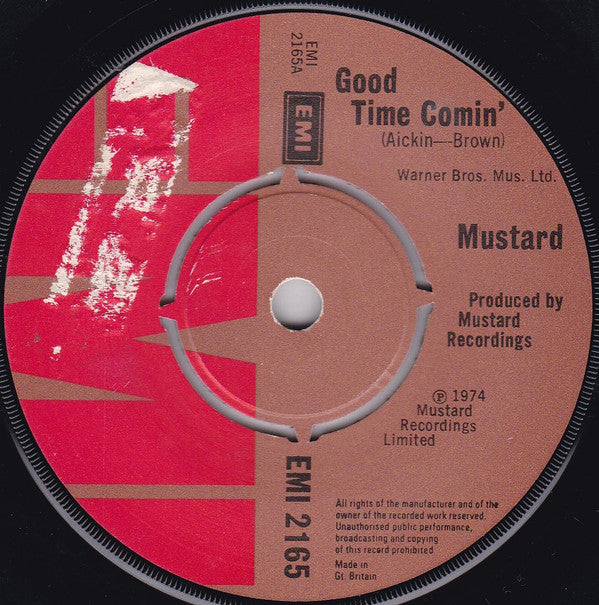 EMI
2165A
EMI
Good
Time Comin'
(Aickin—Brown)
Warner Bros. Mus. Ltd.
Mustard
Produced by
Mustard
Recordings
℗ 1974
Mustard
Recordings
Limited
EMI 2165
All rights of the manufacturer and of the
owner of the recorded work reserved.
Unauthorised public performance,
broadcasting and copying
of this record prohibited
Made in
Gt. Britain